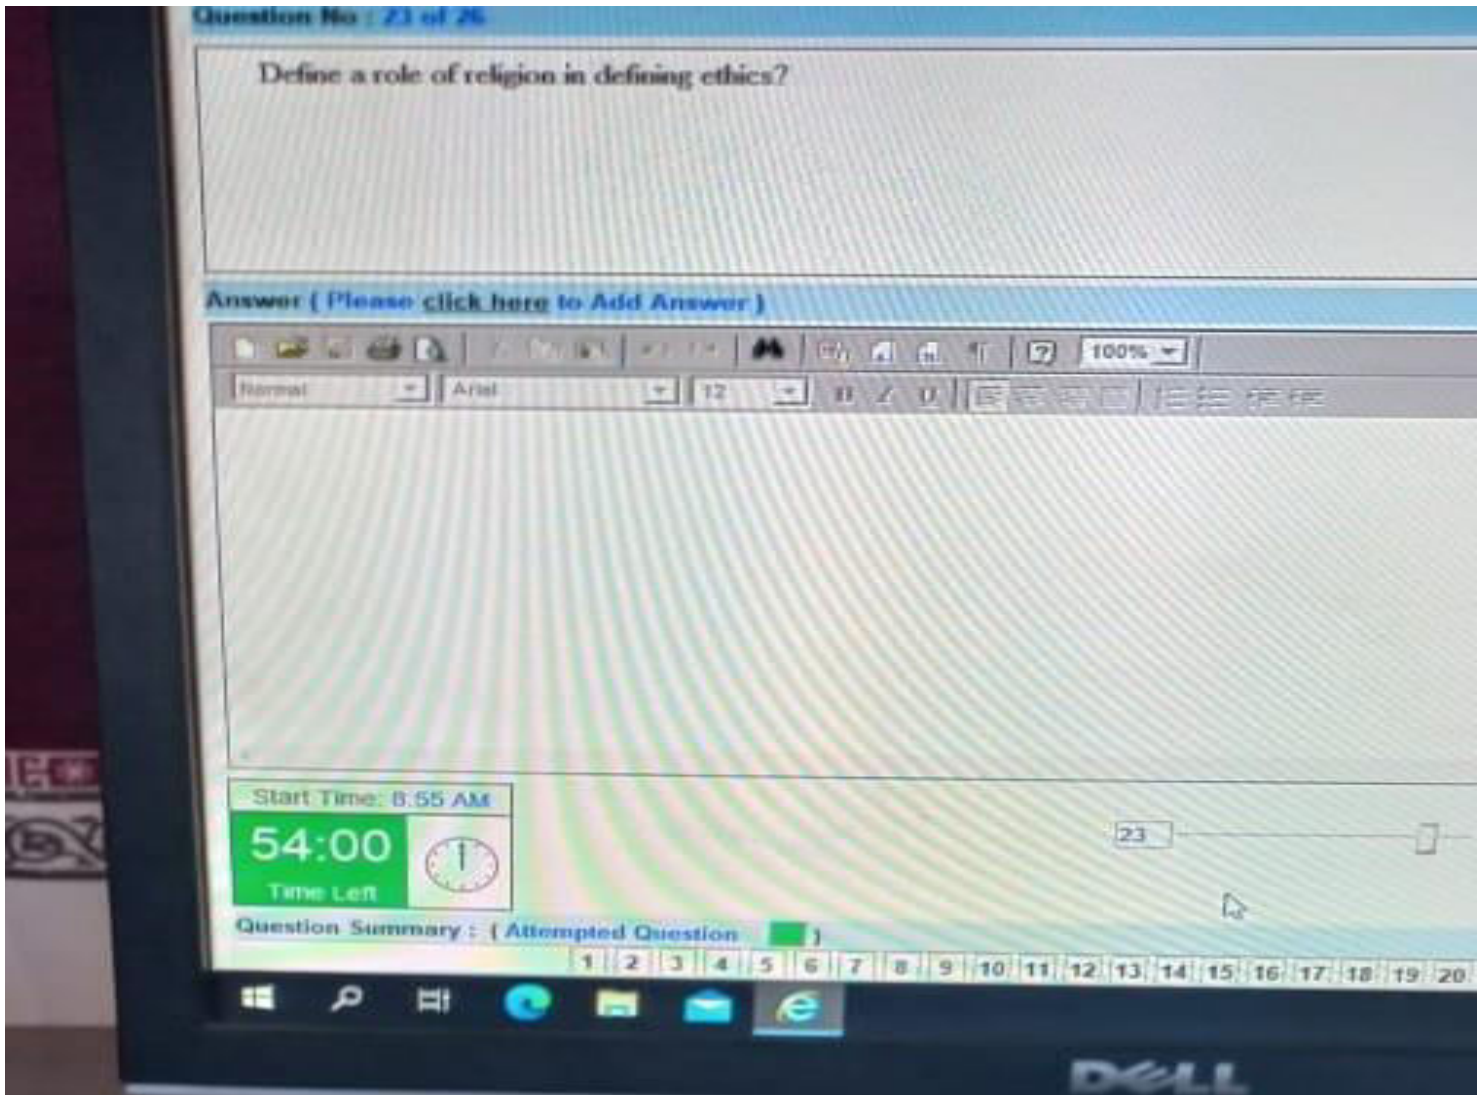 Question No : 23 of 26
Define a role of religion in defining ethics?
Answer ( Please click here to Add Answer )
100%
Normal Arial 12 B I U
Start Time: 8:55 AM
54:00
Time Left
23
Question Summary : ( Attempted Question )
1 2 3 4 5 6 7 8 9 10 11 12 13 14 15 16 17 18 19 20
DELL